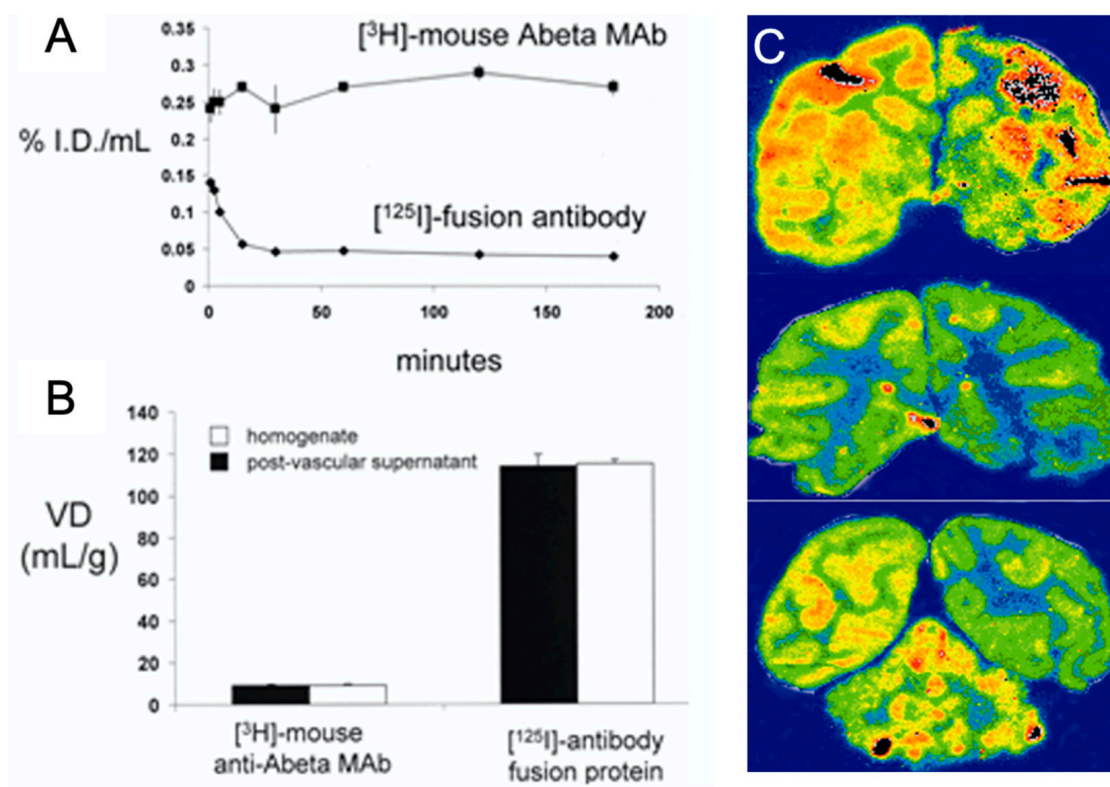 A
[³H]-mouse Abeta MAb
% I.D./mL
0.35
0.3
0.25
0.2
0.15
0.1
0.05
0
[¹²⁵I]-fusion antibody
0 50 100 150 200
minutes
B
VD
(mL/g)
140
120
100
80
60
40
20
0
homogenate
post-vascular supernatant
[³H]-mouse
anti-Abeta MAb
[¹²⁵I]-antibody
fusion protein
C